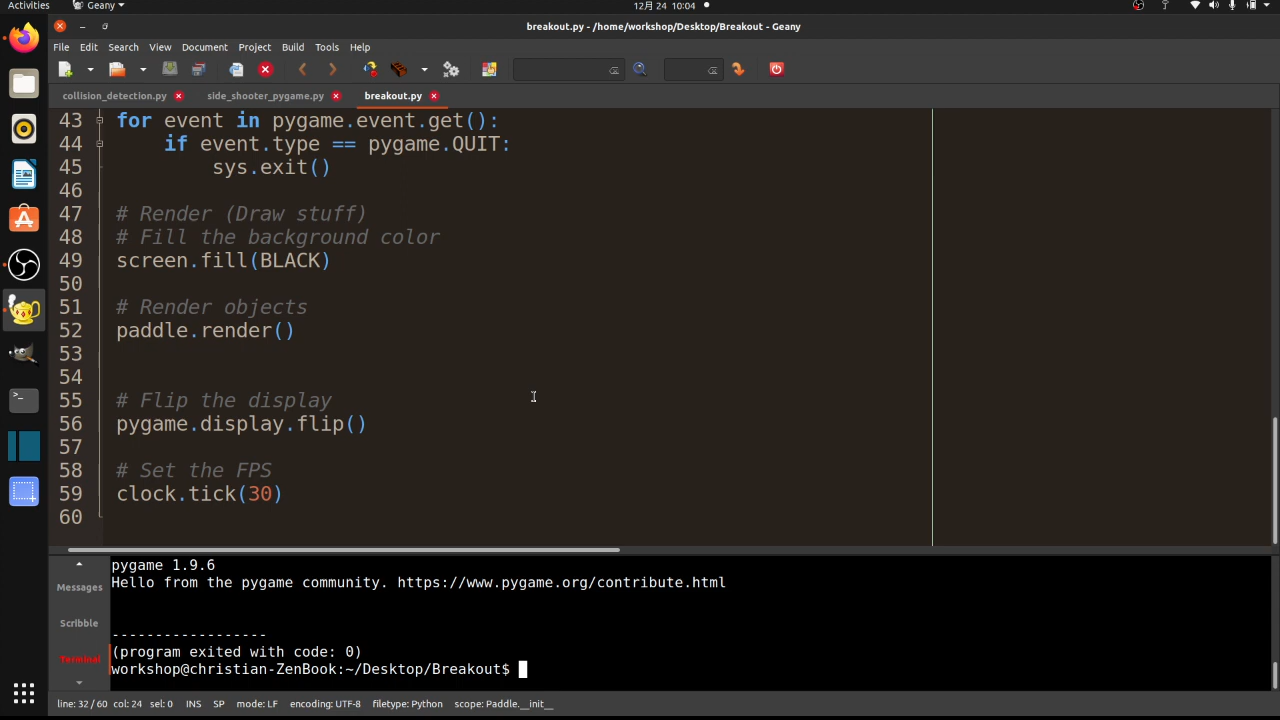 Activities
Geany
12月 24 10:04
breakout.py - /home/workshop/Desktop/Breakout - Geany
File Edit Search View Document Project Build Tools Help
collision_detection.py side_shooter_pygame.py breakout.py
43 for event in pygame.event.get():
44 if event.type == pygame.QUIT:
45 sys.exit()
46
47 # Render (Draw stuff)
48 # Fill the background color
49 screen.fill(BLACK)
50
51 # Render objects
52 paddle.render()
53
54
55 # Flip the display
56 pygame.display.flip()
57
58 # Set the FPS
59 clock.tick(30)
60
Messages
Scribble
Terminal
pygame 1.9.6
Hello from the pygame community. https://www.pygame.org/contribute.html
------------------
(program exited with code: 0)
workshop@christian-ZenBook:~/Desktop/Breakout$
line: 32 / 60 col: 24 sel: 0 INS SP mode: LF encoding: UTF-8 filetype: Python scope: Paddle.__init__